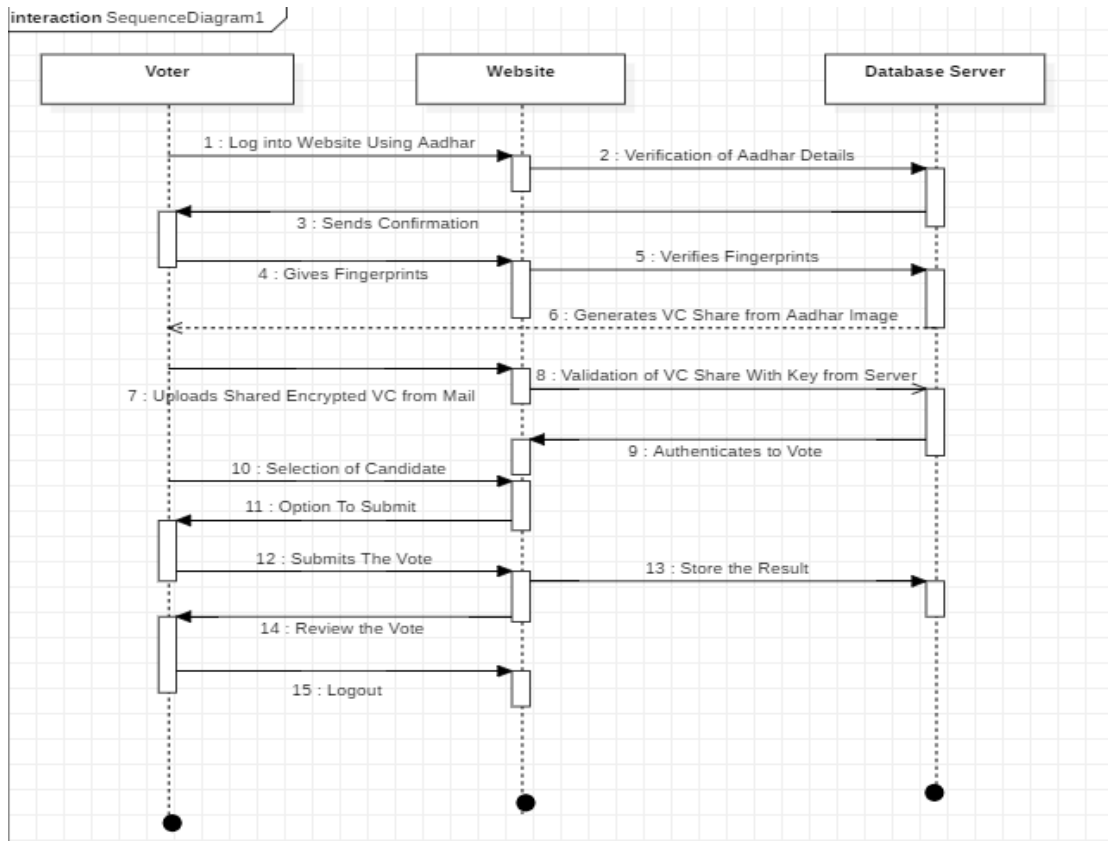 interaction SequenceDiagram1
Voter
Website
Database Server
1 : Log into Website Using Aadhar
2 : Verification of Aadhar Details
3 : Sends Confirmation
4 : Gives Fingerprints
5 : Verifies Fingerprints
6 : Generates VC Share from Aadhar Image
7 : Uploads Shared Encrypted VC from Mail
8 : Validation of VC Share With Key from Server
9 : Authenticates to Vote
10 : Selection of Candidate
11 : Option To Submit
12 : Submits The Vote
13 : Store the Result
14 : Review the Vote
15 : Logout